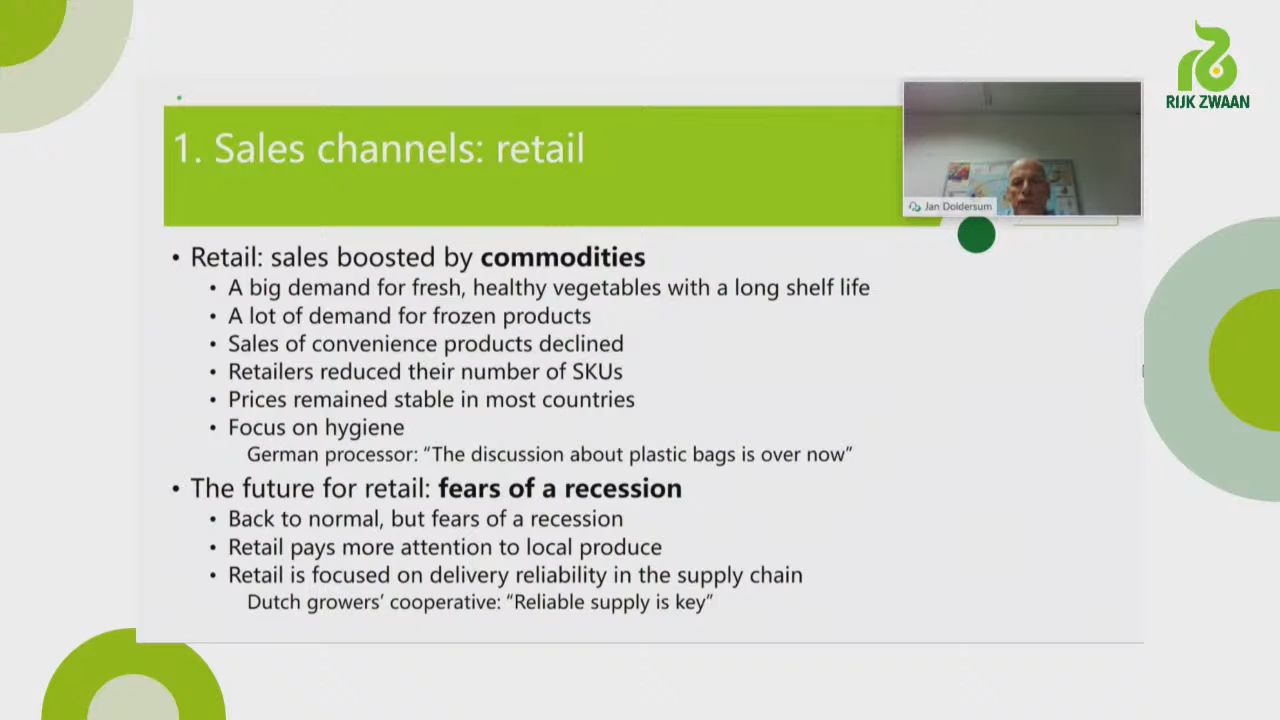 RIJK ZWAAN
1. Sales channels: retail
Jan Doldersum
• Retail: sales boosted by commodities
• A big demand for fresh, healthy vegetables with a long shelf life
• A lot of demand for frozen products
• Sales of convenience products declined
• Retailers reduced their number of SKUs
• Prices remained stable in most countries
• Focus on hygiene
German processor: “The discussion about plastic bags is over now”
• The future for retail: fears of a recession
• Back to normal, but fears of a recession
• Retail pays more attention to local produce
• Retail is focused on delivery reliability in the supply chain
Dutch growers’ cooperative: “Reliable supply is key”